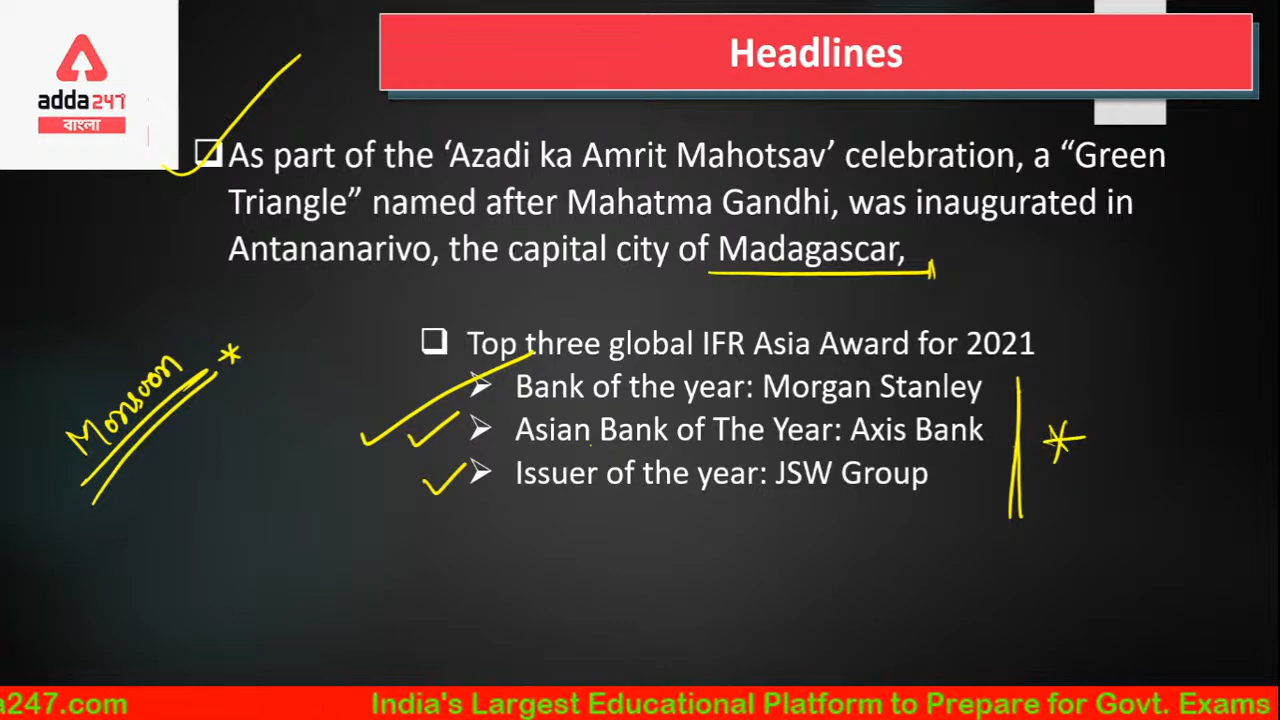 Headlines
adda247
বাংলা
❑ As part of the ‘Azadi ka Amrit Mahotsav’ celebration, a “Green
Triangle” named after Mahatma Gandhi, was inaugurated in
Antananarivo, the capital city of Madagascar,
❑ Top three global IFR Asia Award for 2021
➢ Bank of the year: Morgan Stanley
➢ Asian Bank of The Year: Axis Bank
➢ Issuer of the year: JSW Group
Monsoon *
*
a247.com India's Largest Educational Platform to Prepare for Govt. Exams